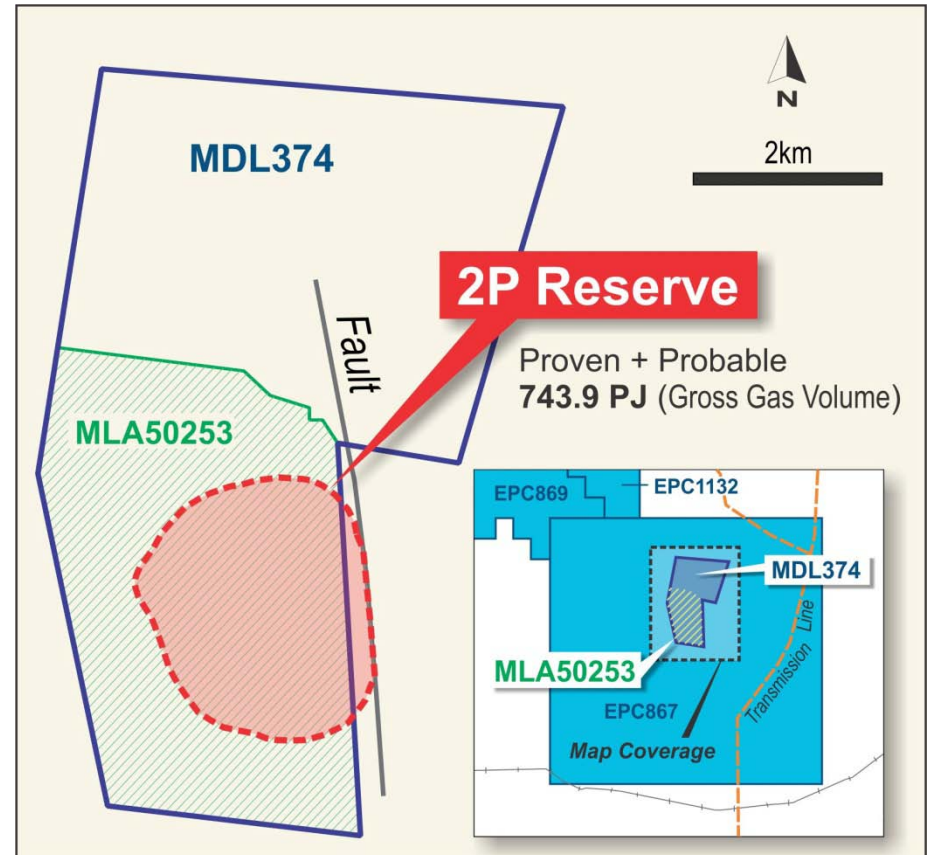 MDL374
N
2km
2P Reserve
Fault
Proven + Probable
743.9 PJ (Gross Gas Volume)
MLA50253
EPC869
EPC1132
MDL374
MLA50253
Transmission Line
EPC867
Map Coverage